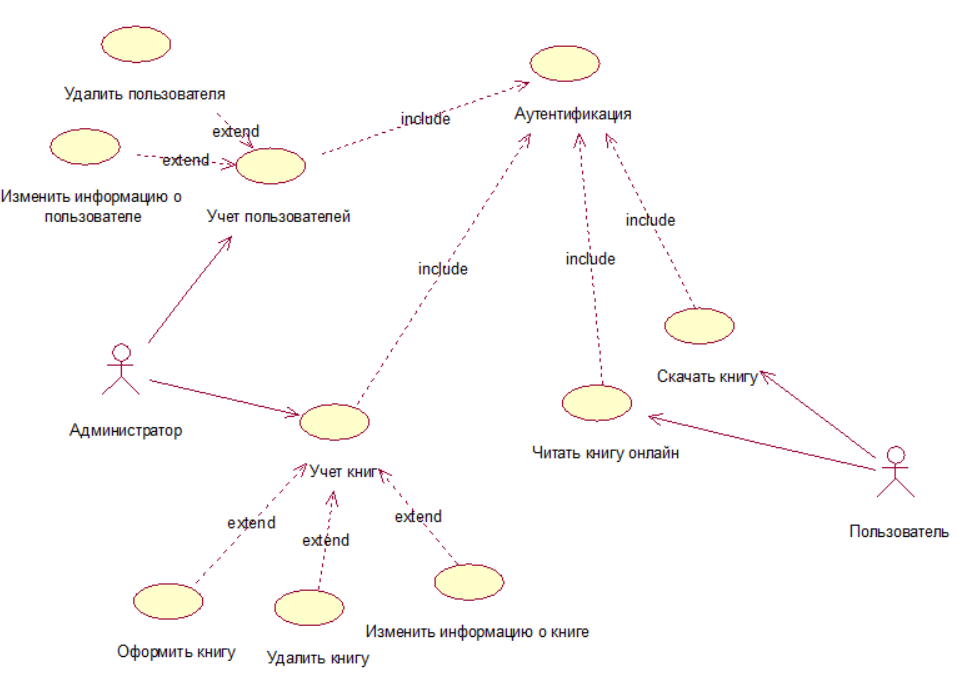 Удалить пользователя
Аутентификация
include
extend
extend
Изменить информацию о
пользователе
Учет пользователей
include
include
include
Скачать книгу
Администратор
Читать книгу онлайн
Учет книг
Пользователь
extend
extend
extend
Изменить информацию о книге
Оформить книгу
Удалить книгу